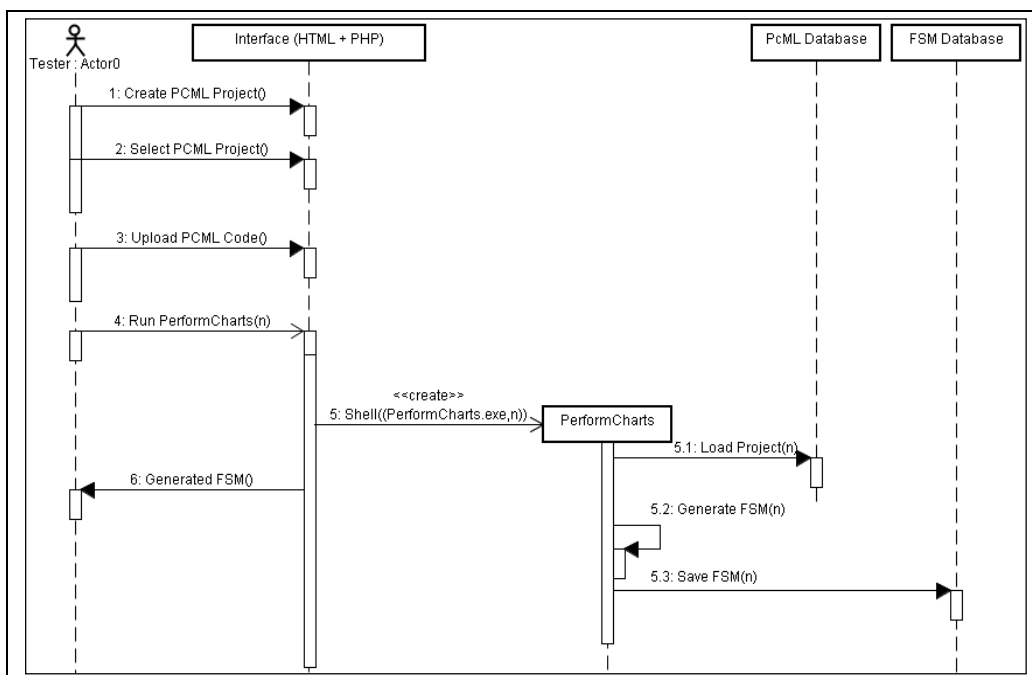 Interface (HTML + PHP)
PcML Database
FSM Database
Tester : Actor0
1: Create PCML Project()
2: Select PCML Project()
3: Upload PCML Code()
4: Run PerformCharts(n)
<<create>>
5: Shell((PerformCharts.exe,n))
PerformCharts
5.1: Load Project(n)
6: Generated FSM()
5.2: Generate FSM(n)
5.3: Save FSM(n)